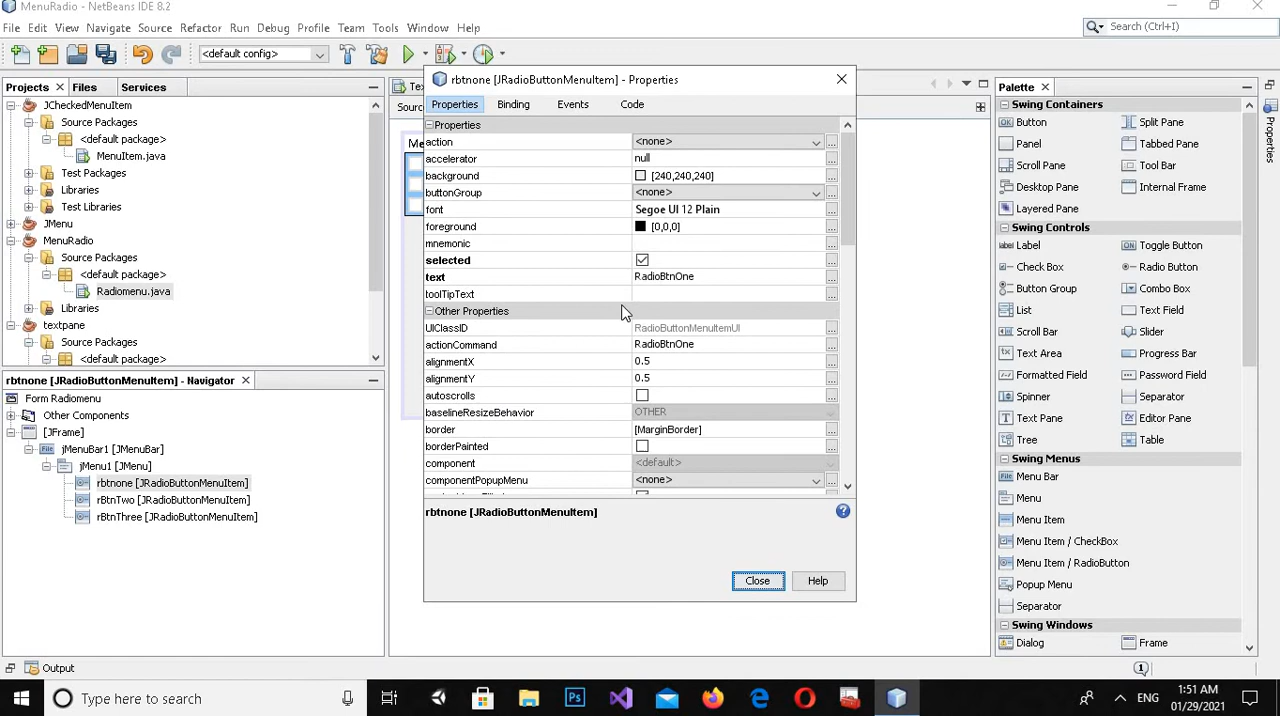 MenuRadio - NetBeans IDE 8.2
File Edit View Navigate Source Refactor Run Debug Profile Team Tools Window Help
Search (Ctrl+I)
<default config>
Projects Files Services
JCheckedMenuItem
Source Packages
<default package>
MenuItem.java
Test Packages
Libraries
Test Libraries
JMenu
MenuRadio
Source Packages
<default package>
Radiomenu.java
Libraries
textpane
Source Packages
<default package>
rbtnone [JRadioButtonMenuItem] - Navigator
Form Radiomenu
Other Components
[JFrame]
jMenuBar1 [JMenuBar]
jMenu1 [JMenu]
rbtnone [JRadioButtonMenuItem]
rBtnTwo [JRadioButtonMenuItem]
rBtnThree [JRadioButtonMenuItem]
Output
rbtnone [JRadioButtonMenuItem] - Properties
Properties Binding Events Code
Properties
action <none>
accelerator null
background [240,240,240]
buttonGroup <none>
font Segoe UI 12 Plain
foreground [0,0,0]
mnemonic
selected
text RadioBtnOne
toolTipText
Other Properties
UIClassID RadioButtonMenuItemUI
actionCommand RadioBtnOne
alignmentX 0.5
alignmentY 0.5
autoscrolls
baselineResizeBehavior OTHER
border [MarginBorder]
borderPainted
component <default>
componentPopupMenu <none>
rbtnone [JRadioButtonMenuItem]
Close Help
Palette
Swing Containers
Button Split Pane
Panel Tabbed Pane
Scroll Pane Tool Bar
Desktop Pane Internal Frame
Layered Pane
Swing Controls
Label Toggle Button
Check Box Radio Button
Button Group Combo Box
List Text Field
Scroll Bar Slider
Text Area Progress Bar
Formatted Field Password Field
Spinner Separator
Text Pane Editor Pane
Tree Table
Swing Menus
Menu Bar
Menu
Menu Item
Menu Item / CheckBox
Menu Item / RadioButton
Popup Menu
Separator
Swing Windows
Dialog Frame
Properties
Type here to search
ENG
1:51 AM
01/29/2021